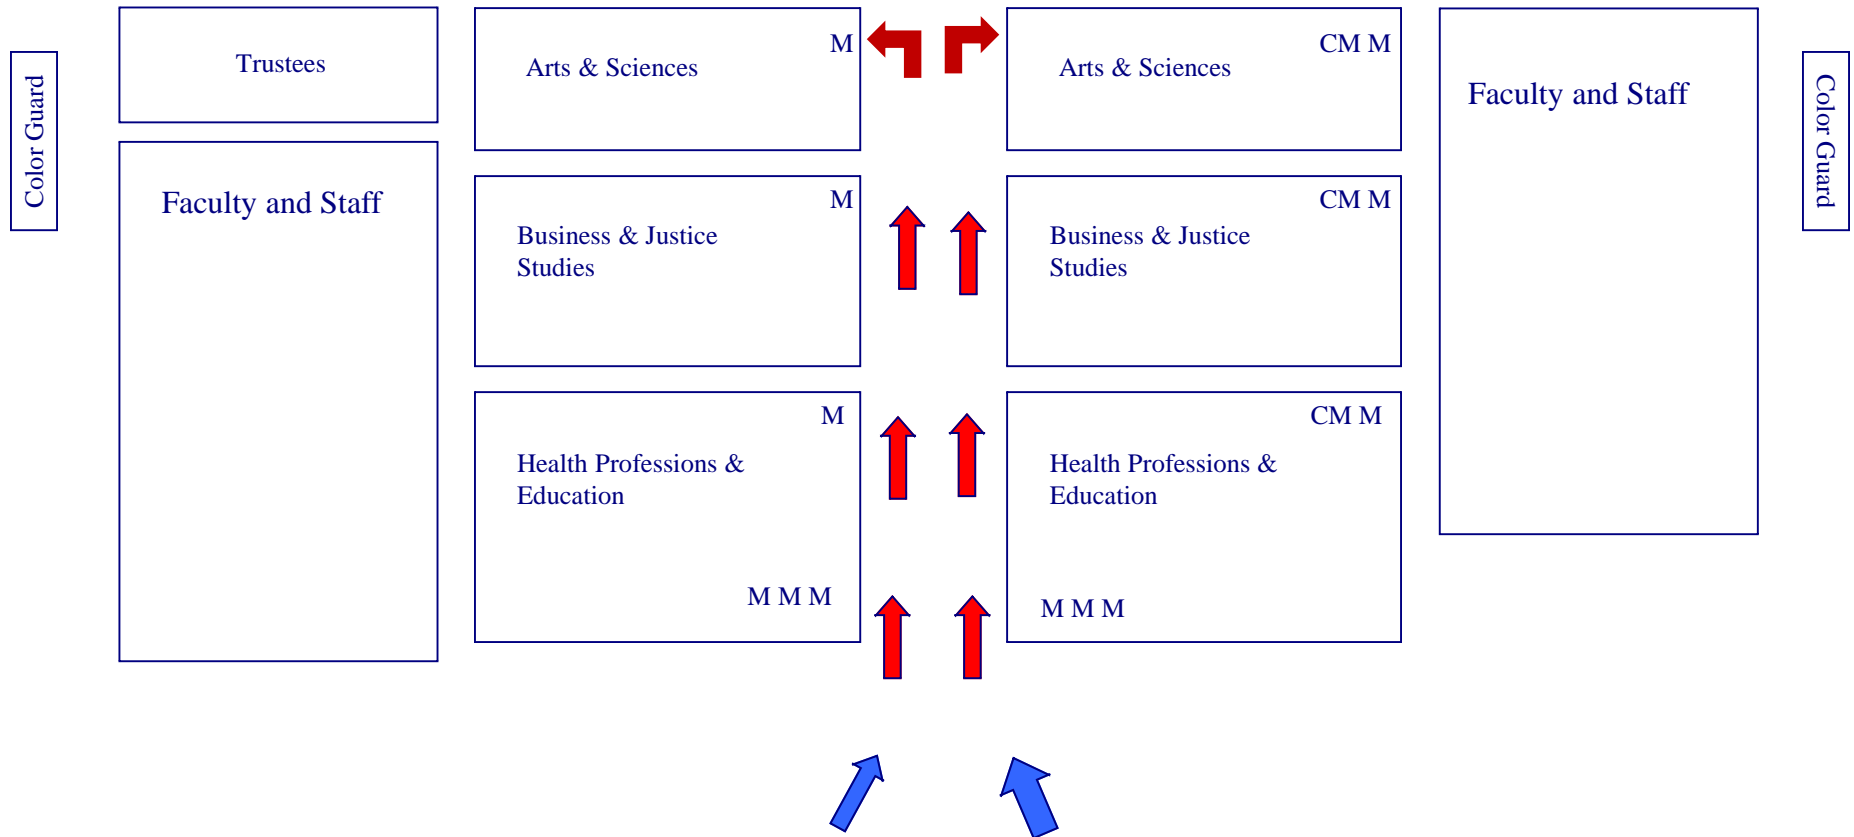 Color Guard
Trustees
Faculty and Staff
M
Arts & Sciences
M
Business & Justice
Studies
M
Health Professions &
Education
M M M
CM M
Arts & Sciences
CM M
Business & Justice
Studies
CM M
Health Professions &
Education
M M M
Faculty and Staff
Color Guard